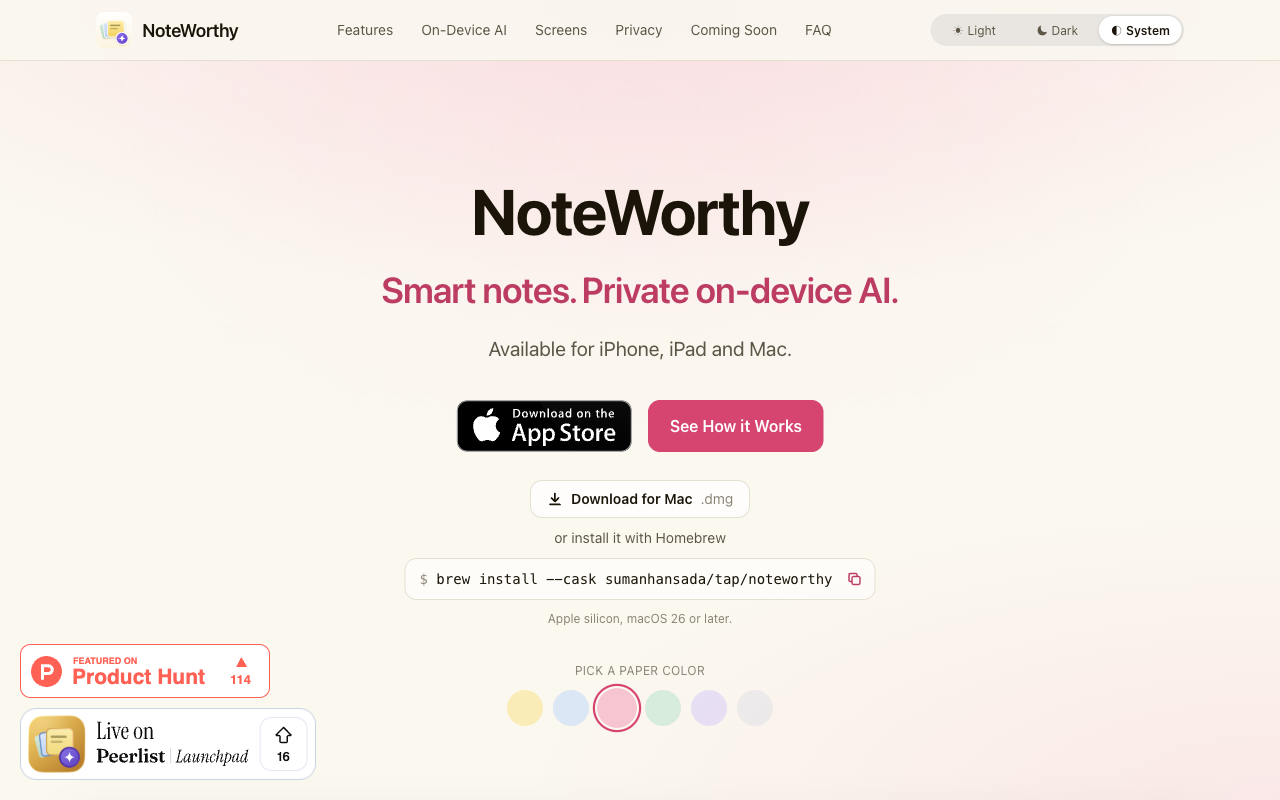 NoteWorthy
Features
On-Device AI
Screens
Privacy
Coming Soon
FAQ
Light
Dark
System
NoteWorthy
Smart notes. Private on-device AI.
Available for iPhone, iPad and Mac.
Download on the
App Store
See How it Works
Download for Mac .dmg
or install it with Homebrew
$ brew install --cask sumanhansada/tap/noteworthy
Apple silicon, macOS 26 or later.
PICK A PAPER COLOR
FEATURED ON
Product Hunt
114
Live on
Peerlist Launchpad
16